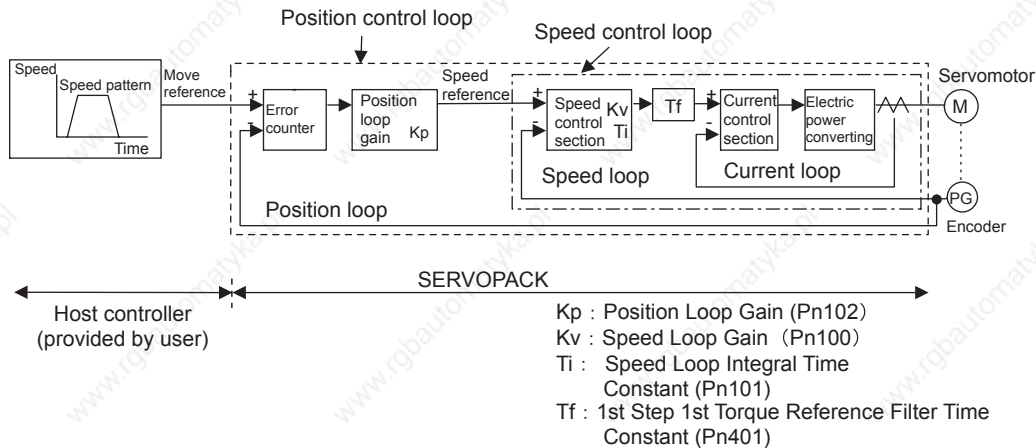 Position control loop
Speed control loop
Speed
Speed pattern
Time
Move
reference
+
-
Error
counter
Position
loop
gain
Kp
Speed
reference
+
-
Speed
control
section
Kv
Ti
Tf
+
-
Current
control
section
Electric
power
converting
Servomotor
M
Speed loop
Current loop
Position loop
PG
Encoder
SERVOPACK
Host controller
(provided by user)
Kp : Position Loop Gain (Pn102)
Kv : Speed Loop Gain (Pn100)
Ti : Speed Loop Integral Time
Constant (Pn101)
Tf : 1st Step 1st Torque Reference Filter Time
Constant (Pn401)
www.rgbautomatyka.pl